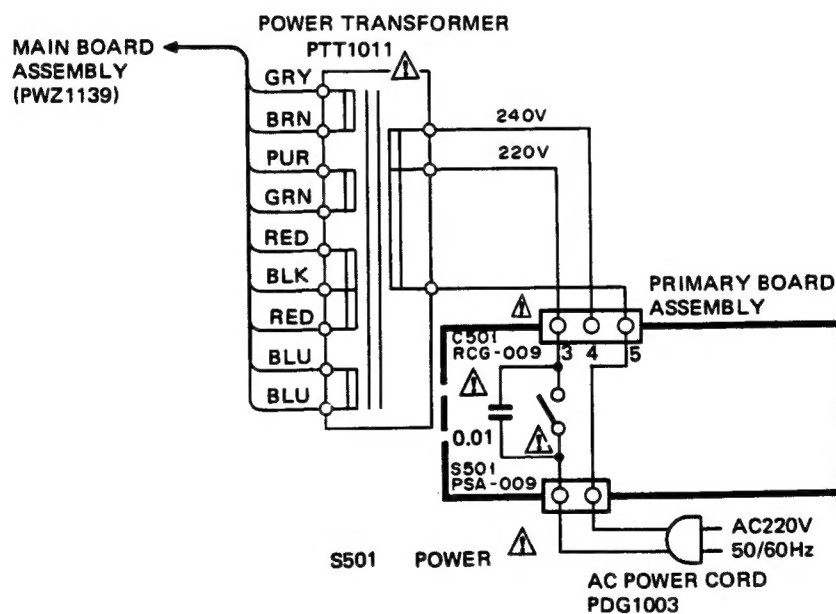 POWER TRANSFORMER
PTT1011
MAIN BOARD
ASSEMBLY
(PWZ1139)
GRY
BRN
PUR
GRN
RED
BLK
RED
BLU
BLU
240V
220V
PRIMARY BOARD
ASSEMBLY
C501
RCG-009
3 4 5
0.01
S501
PSA-009
S501 POWER
AC220V
50/60Hz
AC POWER CORD
PDG1003